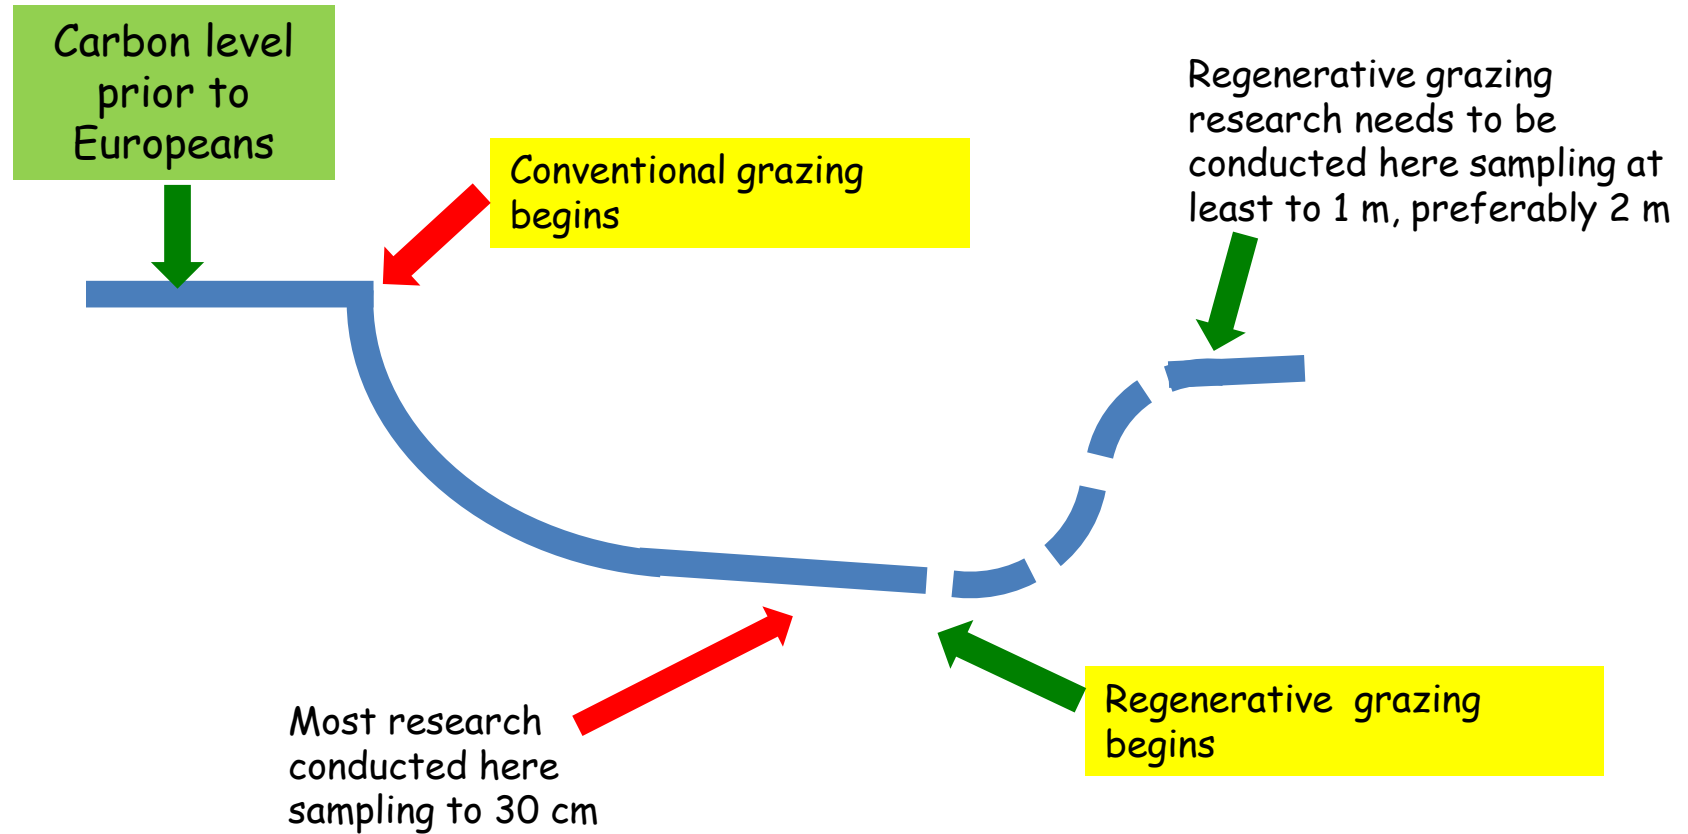 Carbon level
prior to
Europeans
Conventional grazing
begins
Regenerative grazing
research needs to be
conducted here sampling at
least to 1 m, preferably 2 m
Most research
conducted here
sampling to 30 cm
Regenerative  grazing
begins